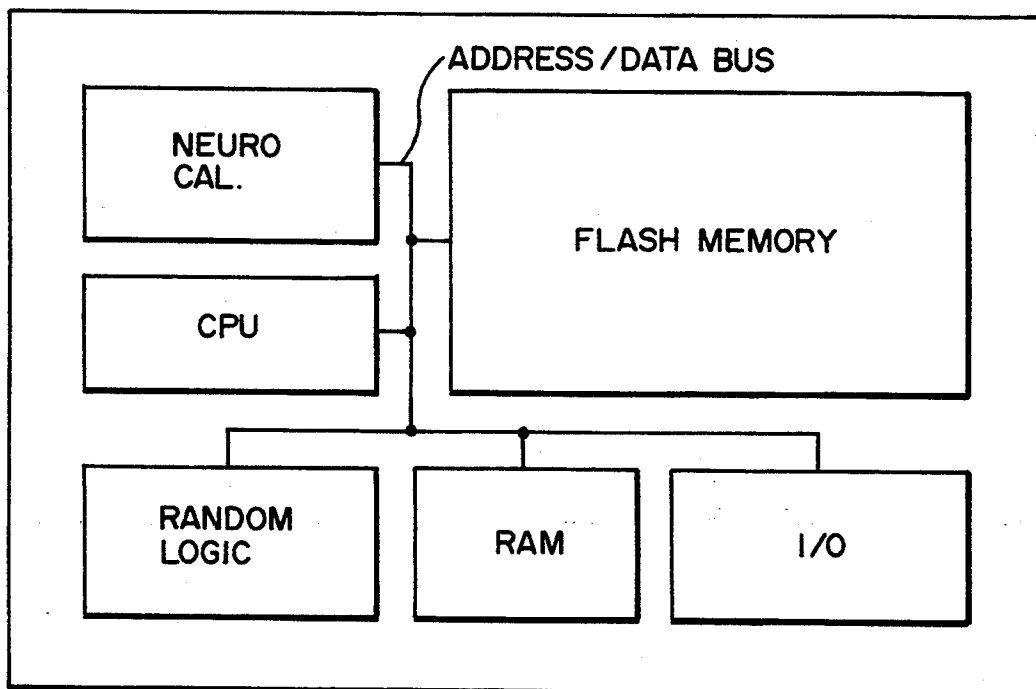 ADDRESS/DATA BUS
NEURO
CAL.
FLASH MEMORY
CPU
RANDOM
LOGIC
RAM
I/O